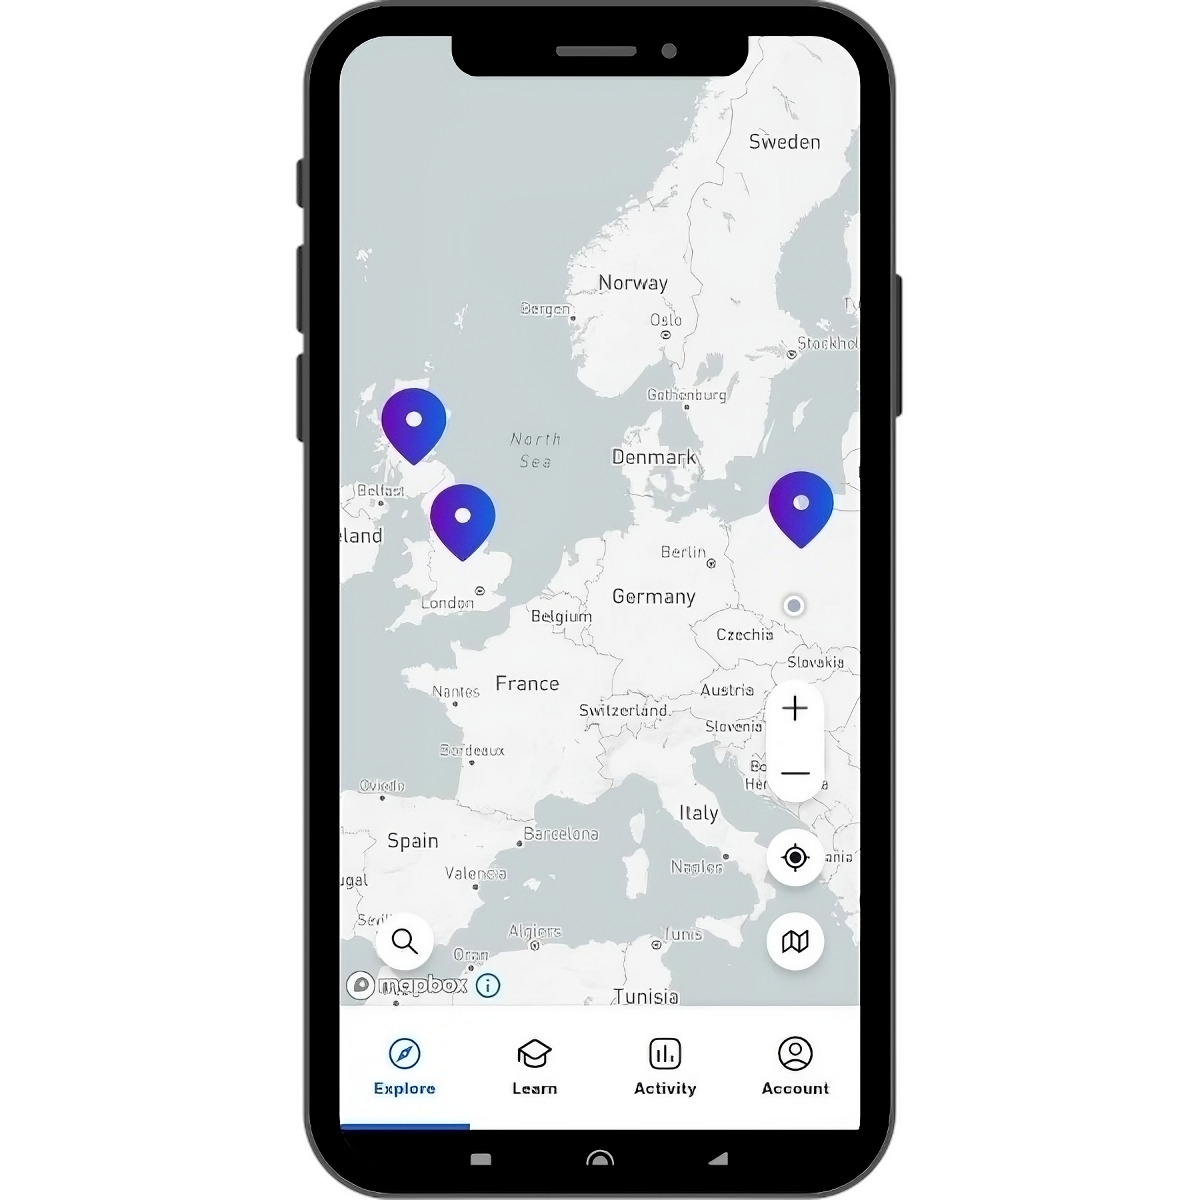 Sweden
Norway
Bergen
Oslo
Stockhol
Gothenburg
North
Sea
Denmark
Belfast
land
Berlin
London
Germany
Belgium
Czechia
Slovakia
France
Nantes
Austria
Switzerland
Slovenia
Bordeaux
Bo
Her
a
Oviedo
Italy
Spain
Barcelona
ania
Naples
Valencia
ugal
Sevil
Algiers
Tunis
Oran
mapbox
Tunisia
Explore
Learn
Activity
Account